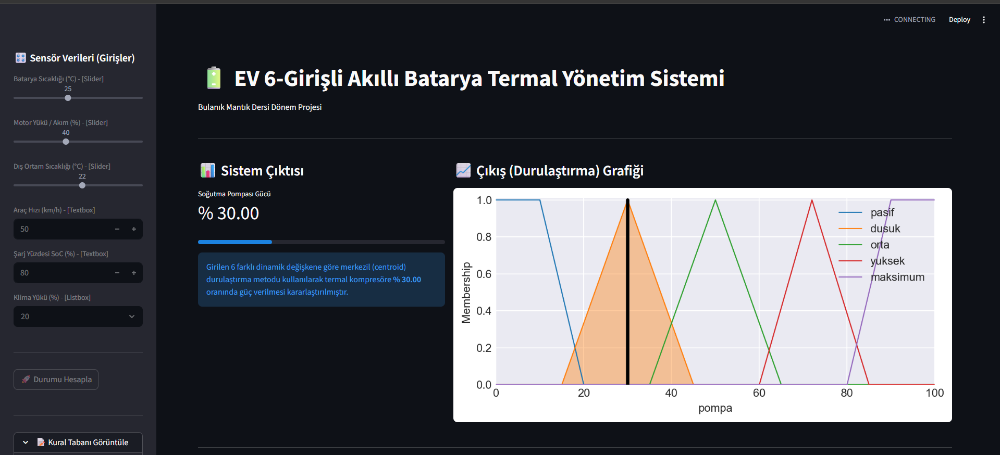 CONNECTING
Deploy
Sensör Verileri (Girişler)
Batarya Sıcaklığı (°C) - [Slider]
25
Motor Yükü / Akım (%) - [Slider]
40
Dış Ortam Sıcaklığı (°C) - [Slider]
22
Araç Hızı (km/h) - [Textbox]
50
Şarj Yüzdesi SoC (%) - [Textbox]
80
Klima Yükü (%) - [Listbox]
20
Durumu Hesapla
Kural Tabanı Görüntüle
EV 6-Girişli Akıllı Batarya Termal Yönetim Sistemi
Bulanık Mantık Dersi Dönem Projesi
Sistem Çıktısı
Soğutma Pompası Gücü
% 30.00
Girilen 6 farklı dinamik değişkene göre merkezil (centroid)
durulaştırma metodu kullanılarak termal kompresöre % 30.00
oranında güç verilmesi kararlaştırılmıştır.
Çıkış (Durulaştırma) Grafiği
1.0
0.8
0.6
0.4
0.2
0.0
Membership
0 20 40 60 80 100
pompa
pasif
dusuk
orta
yuksek
maksimum